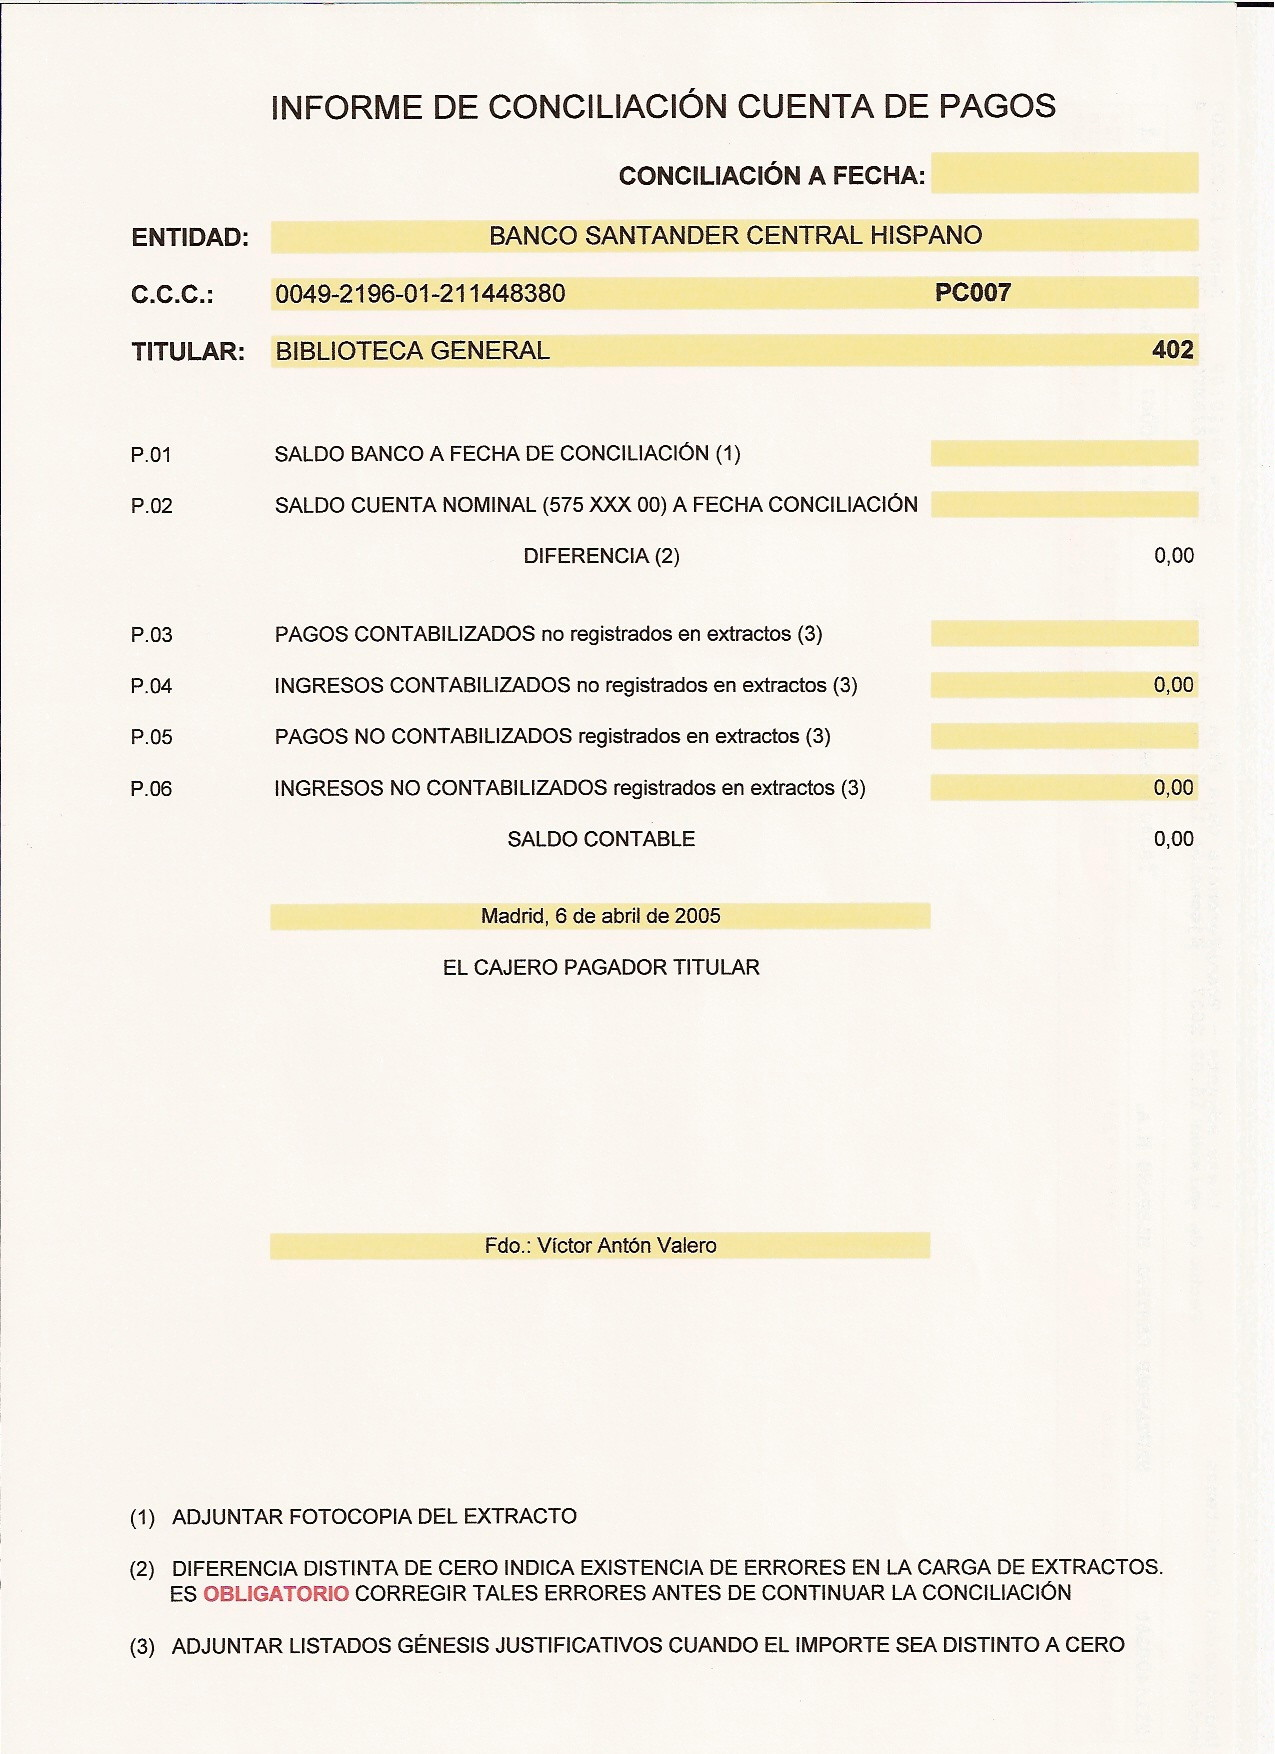 INFORME DE CONCILIACIÓN CUENTA DE PAGOS
CONCILIACIÓN A FECHA:
ENTIDAD: BANCO SANTANDER CENTRAL HISPANO
C.C.C.: 0049-2196-01-211448380 PC007
TITULAR: BIBLIOTECA GENERAL 402
P.01 SALDO BANCO A FECHA DE CONCILIACIÓN (1)
P.02 SALDO CUENTA NOMINAL (575 XXX 00) A FECHA CONCILIACIÓN
DIFERENCIA (2) 0,00
P.03 PAGOS CONTABILIZADOS no registrados en extractos (3)
P.04 INGRESOS CONTABILIZADOS no registrados en extractos (3) 0,00
P.05 PAGOS NO CONTABILIZADOS registrados en extractos (3)
P.06 INGRESOS NO CONTABILIZADOS registrados en extractos (3) 0,00
SALDO CONTABLE 0,00
Madrid, 6 de abril de 2005
EL CAJERO PAGADOR TITULAR
Fdo.: Víctor Antón Valero
(1) ADJUNTAR FOTOCOPIA DEL EXTRACTO
(2) DIFERENCIA DISTINTA DE CERO INDICA EXISTENCIA DE ERRORES EN LA CARGA DE EXTRACTOS.
ES OBLIGATORIO CORREGIR TALES ERRORES ANTES DE CONTINUAR LA CONCILIACIÓN
(3) ADJUNTAR LISTADOS GÉNESIS JUSTIFICATIVOS CUANDO EL IMPORTE SEA DISTINTO A CERO